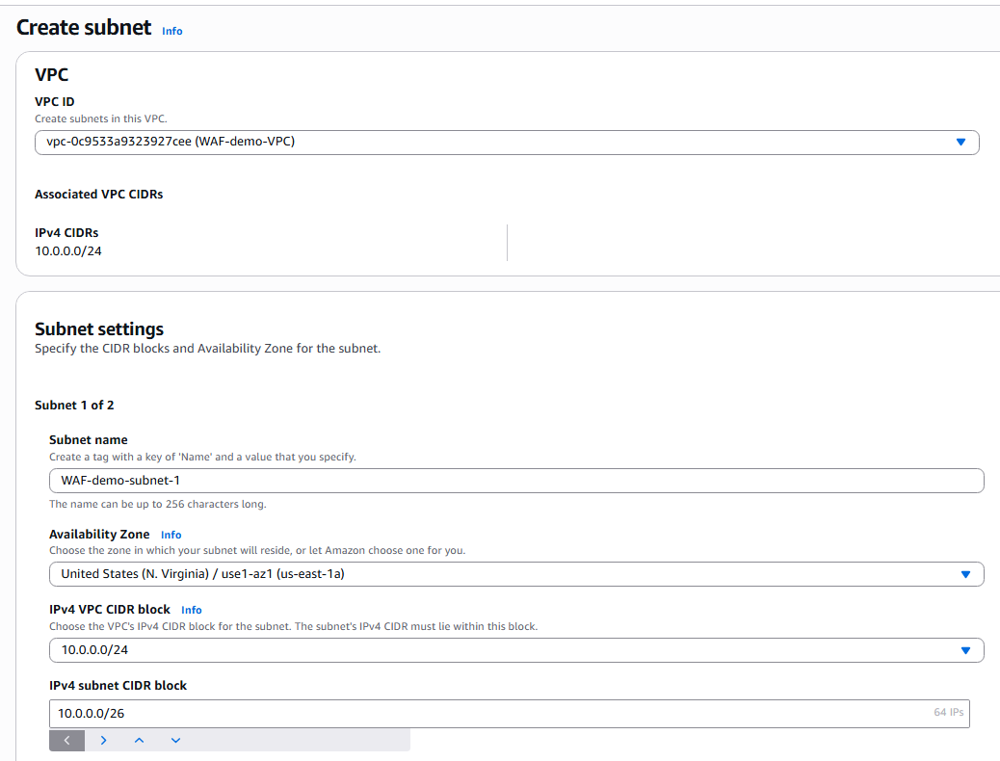 Create subnet Info
VPC
VPC ID
Create subnets in this VPC.
vpc-0c9533a9323927cee (WAF-demo-VPC)
Associated VPC CIDRs
IPv4 CIDRs
10.0.0.0/24
Subnet settings
Specify the CIDR blocks and Availability Zone for the subnet.
Subnet 1 of 2
Subnet name
Create a tag with a key of 'Name' and a value that you specify.
WAF-demo-subnet-1
The name can be up to 256 characters long.
Availability Zone Info
Choose the zone in which your subnet will reside, or let Amazon choose one for you.
United States (N. Virginia) / use1-az1 (us-east-1a)
IPv4 VPC CIDR block Info
Choose the VPC's IPv4 CIDR block for the subnet. The subnet's IPv4 CIDR must lie within this block.
10.0.0.0/24
IPv4 subnet CIDR block
10.0.0.0/26 64 IPs